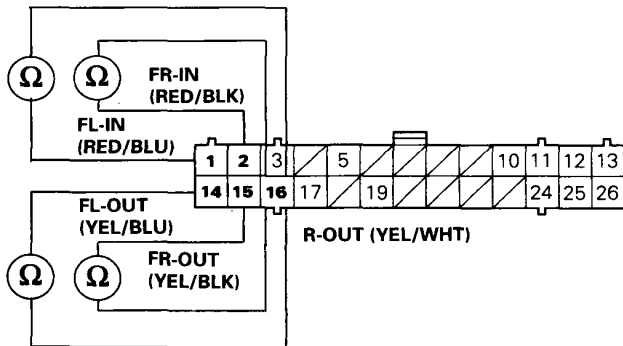 Ω Ω
FR-IN
(RED/BLK)
FL-IN
(RED/BLU)
1 2 3 5 10 11 12 13
14 15 16 17 19 24 25 26
FL-OUT
(YEL/BLU)
R-OUT (YEL/WHT)
FR-OUT
(YEL/BLK)
Ω Ω